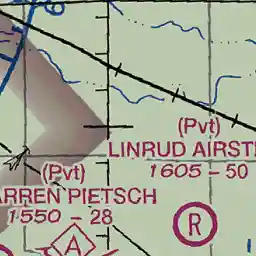 (Pvt)
LINRUD AIRST
1605 - 50
(Pvt)
ARREN PIETSCH
1550 - 28
R
A